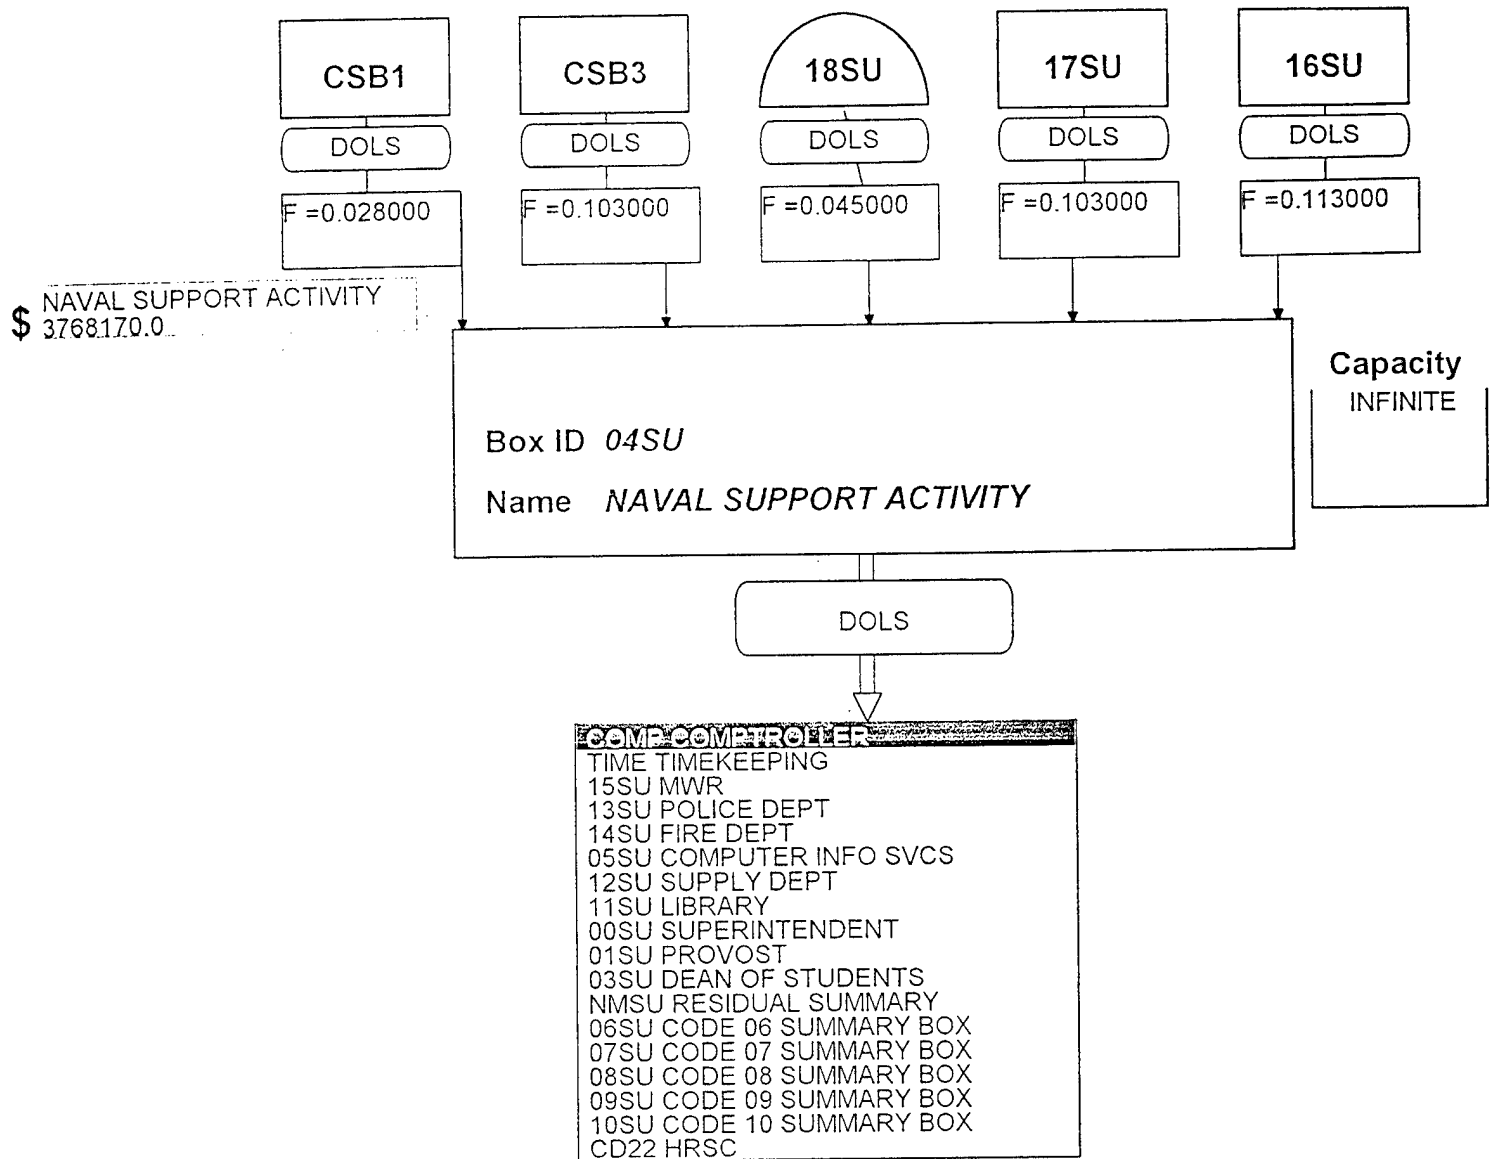 CSB1 CSB3 18SU 17SU 16SU
DOLS DOLS DOLS DOLS DOLS
F =0.028000 F =0.103000 F =0.045000 F =0.103000 F =0.113000
$ NAVAL SUPPORT ACTIVITY
3768170.0
Capacity
INFINITE
Box ID 04SU
Name NAVAL SUPPORT ACTIVITY
DOLS
COMP COMPTROLLER
TIME TIMEKEEPING
15SU MWR
13SU POLICE DEPT
14SU FIRE DEPT
05SU COMPUTER INFO SVCS
12SU SUPPLY DEPT
11SU LIBRARY
00SU SUPERINTENDENT
01SU PROVOST
03SU DEAN OF STUDENTS
NMSU RESIDUAL SUMMARY
06SU CODE 06 SUMMARY BOX
07SU CODE 07 SUMMARY BOX
08SU CODE 08 SUMMARY BOX
09SU CODE 09 SUMMARY BOX
10SU CODE 10 SUMMARY BOX
CD22 HRSC